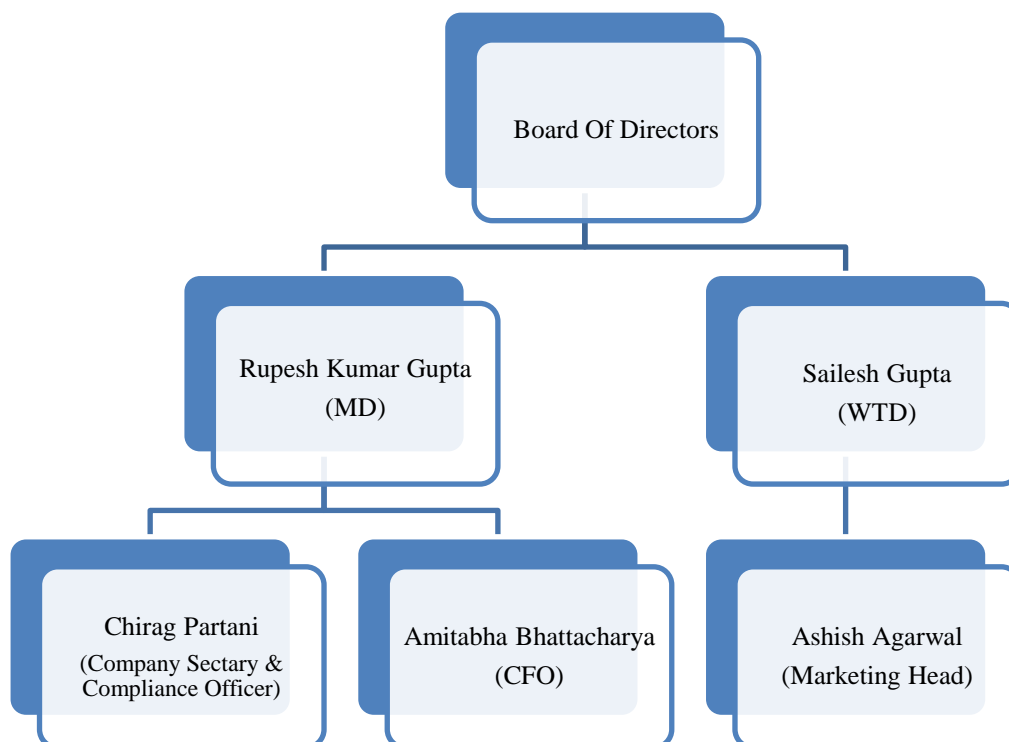 Board Of Directors
Rupesh Kumar Gupta
(MD)
Sailesh Gupta
(WTD)
Chirag Partani
(Company Sectary &
Compliance Officer)
Amitabha Bhattacharya
(CFO)
Ashish Agarwal
(Marketing Head)